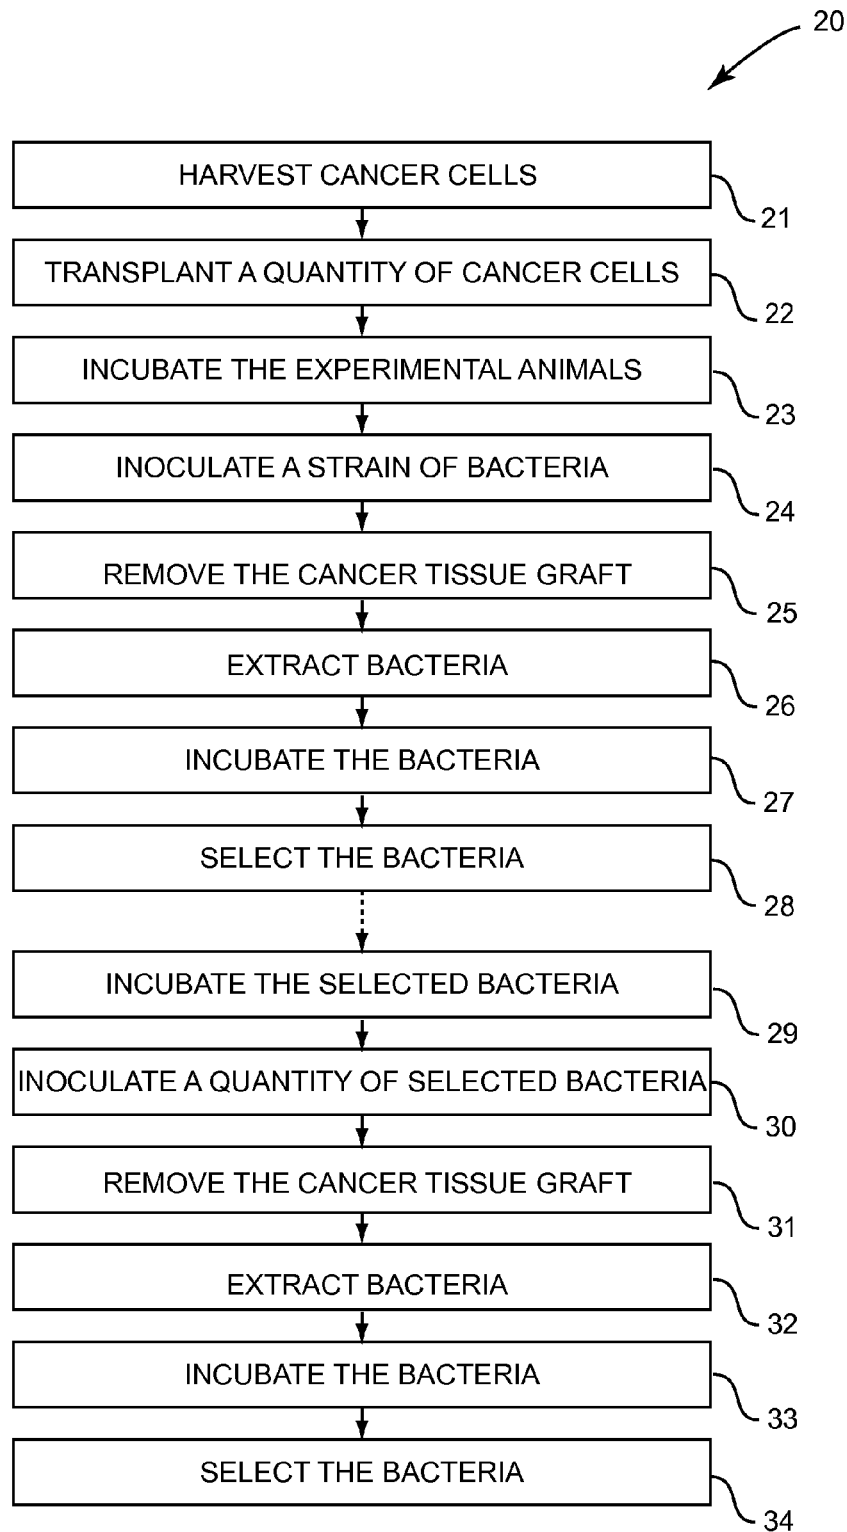 20
HARVEST CANCER CELLS
21
TRANSPLANT A QUANTITY OF CANCER CELLS
22
INCUBATE THE EXPERIMENTAL ANIMALS
23
INOCULATE A STRAIN OF BACTERIA
24
REMOVE THE CANCER TISSUE GRAFT
25
EXTRACT BACTERIA
26
INCUBATE THE BACTERIA
27
SELECT THE BACTERIA
28
INCUBATE THE SELECTED BACTERIA
29
INOCULATE A QUANTITY OF SELECTED BACTERIA
30
REMOVE THE CANCER TISSUE GRAFT
31
EXTRACT BACTERIA
32
INCUBATE THE BACTERIA
33
SELECT THE BACTERIA
34